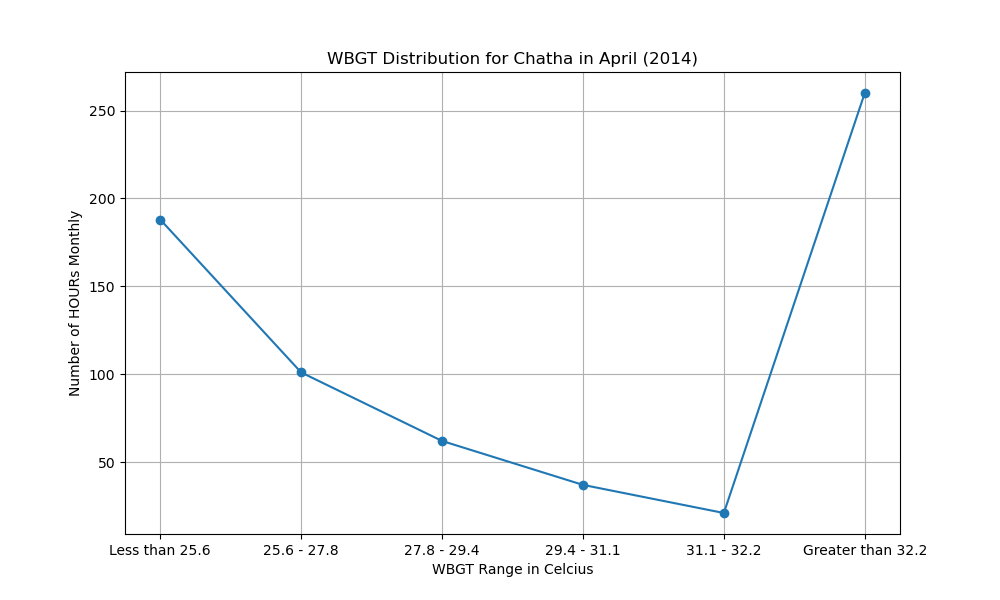 WBGT Distribution for Chatha in April (2014)
Number of HOURs Monthly
250
200
150
100
50
Less than 25.6
25.6 - 27.8
27.8 - 29.4
29.4 - 31.1
31.1 - 32.2
Greater than 32.2
WBGT Range in Celcius